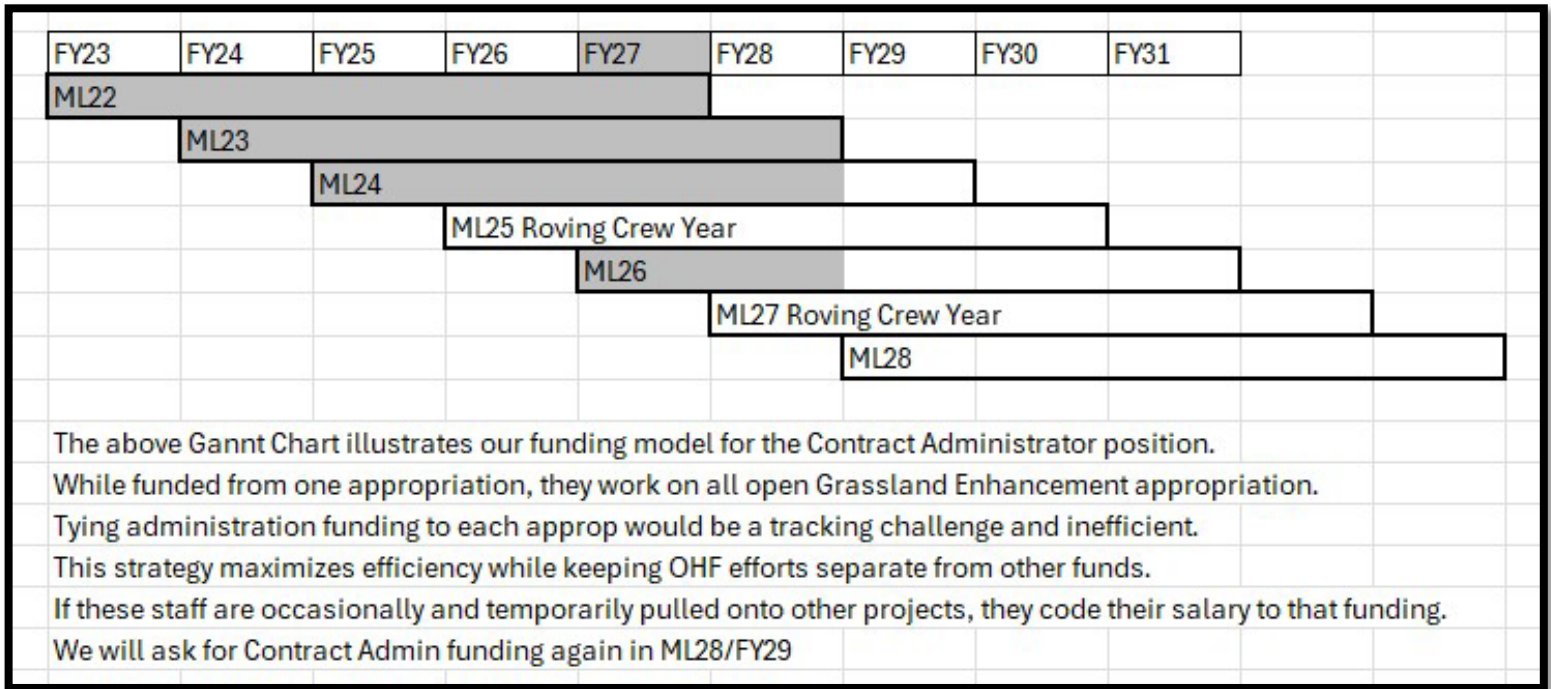 FY23 FY24 FY25 FY26 FY27 FY28 FY29 FY30 FY31
ML22
ML23
ML24
ML25 Roving Crew Year
ML26
ML27 Roving Crew Year
ML28
The above Gannt Chart illustrates our funding model for the Contract Administrator position.
While funded from one appropriation, they work on all open Grassland Enhancement appropriation.
Tying administration funding to each approp would be a tracking challenge and inefficient.
This strategy maximizes efficiency while keeping OHF efforts separate from other funds.
If these staff are occasionally and temporarily pulled onto other projects, they code their salary to that funding.
We will ask for Contract Admin funding again in ML28/FY29